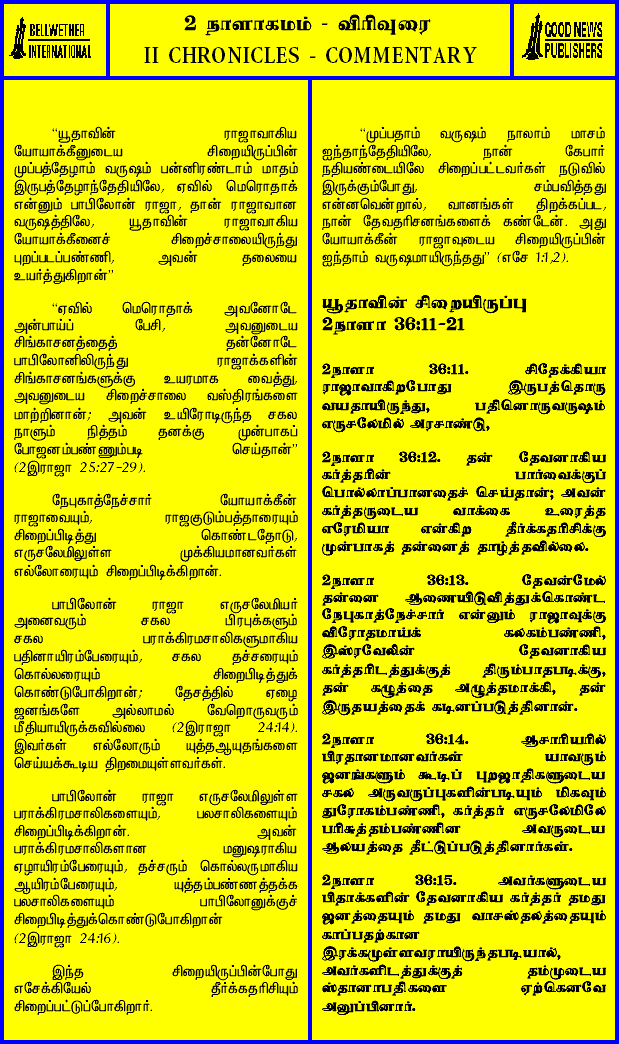 BELLWETHER
INTERNATIONAL
2 நாளாகமம் - விரிவுரை
II CHRONICLES - COMMENTARY
GOOD NEWS
PUBLISHERS
“யூதாவின் ராஜாவாகிய
யோயாக்கீனுடைய சிறையிருப்பின்
முப்பத்தேழாம் வருஷம் பன்னிரண்டாம் மாதம்
இருபத்தேழாந்தேதியிலே, ஏவில் மெரொதாக்
என்னும் பாபிலோன் ராஜா, தான் ராஜாவான
வருஷத்திலே, யூதாவின் ராஜாவாகிய
யோயாக்கீனைச் சிறைச்சாலையிருந்து
புறப்படப்பண்ணி, அவன் தலையை
உயர்த்துகிறான்”
“ஏவில் மெரொதாக் அவனோடே
அன்பாய்ப் பேசி, அவனுடைய
சிங்காசனத்தைத் தன்னோடே
பாபிலோனிலிருந்து ராஜாக்களின்
சிங்காசனங்களுக்கு உயரமாக வைத்து,
அவனுடைய சிறைச்சாலை வஸ்திரங்களை
மாற்றினான்; அவன் உயிரோடிருந்த சகல
நாளும் நித்தம் தனக்கு முன்பாகப்
போஜனம்பண்ணும்படி செய்தான்”
(2இராஜா 25:27-29).
நேபுகாத்நேச்சார் யோயாக்கீன்
ராஜாவையும், ராஜகுடும்பத்தாரையும்
சிறைப்பிடித்து கொண்டதோடு,
எருசலேமிலுள்ள முக்கியமானவர்கள்
எல்லோரையும் சிறைப்பிடிக்கிறான்.
பாபிலோன் ராஜா எருசலேமியர்
அனைவரும் சகல பிரபுக்களும்
சகல பராக்கிரமசாலிகளுமாகிய
பதினாயிரம்பேரையும், சகல தச்சரையும்
கொல்லரையும் சிறைபிடித்துக்
கொண்டுபோகிறான்; தேசத்தில் ஏழை
ஜனங்களே அல்லாமல் வேறொருவரும்
மீதியாயிருக்கவில்லை (2இராஜா 24:14).
இவர்கள் எல்லோரும் யுத்தஆயுதங்களை
செய்யக்கூடிய திறமையுள்ளவர்கள்.
பாபிலோன் ராஜா எருசலேமிலுள்ள
பராக்கிரமசாலிகளையும், பலசாலிகளையும்
சிறைப்பிடிக்கிறான். அவன்
பராக்கிரமசாலிகளான மனுஷராகிய
ஏழாயிரம்பேரையும், தச்சரும் கொல்லருமாகிய
ஆயிரம்பேரையும், யுத்தம்பண்ணத்தக்க
பலசாலிகளையும் பாபிலோனுக்குச்
சிறைபிடித்துக்கொண்டுபோகிறான்
(2இராஜா 24:16).
இந்த சிறையிருப்பின்போது
எசேக்கியேல் தீர்க்கதரிசியும்
சிறைப்பட்டுப்போகிறார்.
“முப்பதாம் வருஷம் நாலாம் மாசம்
ஐந்தாந்தேதியிலே, நான் கேபார்
நதியண்டையிலே சிறைப்பட்டவர்கள் நடுவில்
இருக்கும்போது, சம்பவித்தது
என்னவென்றால், வானங்கள் திறக்கப்பட,
நான் தேவதரிசனங்களைக் கண்டேன். அது
யோயாக்கீன் ராஜாவுடைய சிறையிருப்பின்
ஐந்தாம் வருஷமாயிருந்தது” (எசே 1:1,2).
யூதாவின் சிறையிருப்பு
2நாளா 36:11-21
2நாளா 36:11. சிதேக்கியா
ராஜாவாகிறபோது இருபத்தொரு
வயதாயிருந்து, பதினொருவருஷம்
எருசலேமில் அரசாண்டு,
2நாளா 36:12. தன் தேவனாகிய
கர்த்தரின் பார்வைக்குப்
பொல்லாப்பானதைச் செய்தான்; அவன்
கர்த்தருடைய வாக்கை உரைத்த
எரேமியா என்கிற தீர்க்கதரிசிக்கு
முன்பாகத் தன்னைத் தாழ்த்தவில்லை.
2நாளா 36:13. தேவன்மேல்
தன்னை ஆணையிடுவித்துக்கொண்ட
நேபுகாத்நேச்சார் என்னும் ராஜாவுக்கு
விரோதமாய்க் கலகம்பண்ணி,
இஸ்ரவேலின் தேவனாகிய
கர்த்தரிடத்துக்குத் திரும்பாதபடிக்கு,
தன் கழுத்தை அழுத்தமாக்கி, தன்
இருதயத்தைக் கடினப்படுத்தினான்.
2நாளா 36:14. ஆசாரியரில்
பிரதானமானவர்கள் யாவரும்
ஜனங்களும் கூடிப் புறஜாதிகளுடைய
சகல அருவருப்புகளின்படியும் மிகவும்
துரோகம்பண்ணி, கர்த்தர் எருசலேமிலே
பரிசுத்தம்பண்ணின அவருடைய
ஆலயத்தை தீட்டுப்படுத்தினார்கள்.
2நாளா 36:15. அவர்களுடைய
பிதாக்களின் தேவனாகிய கர்த்தர் தமது
ஜனத்தையும் தமது வாசஸ்தலத்தையும்
காப்பதற்கான
இரக்கமுள்ளவராயிருந்தபடியால்,
அவர்களிடத்துக்குத் தம்முடைய
ஸ்தானாபதிகளை ஏற்கெனவே
அனுப்பினார்.